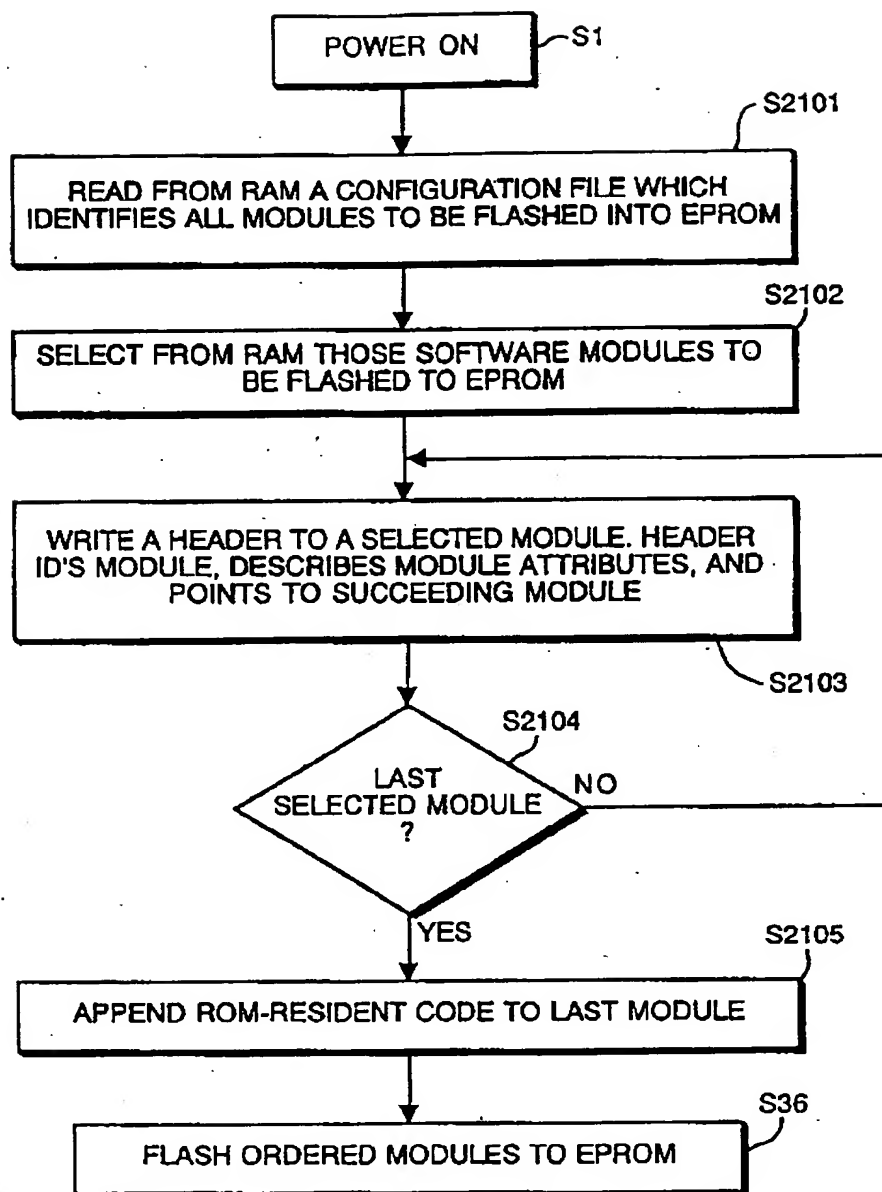 POWER ON
S1
S2101
READ FROM RAM A CONFIGURATION FILE WHICH
IDENTIFIES ALL MODULES TO BE FLASHED INTO EPROM
S2102
SELECT FROM RAM THOSE SOFTWARE MODULES TO
BE FLASHED TO EPROM
WRITE A HEADER TO A SELECTED MODULE. HEADER
ID'S MODULE, DESCRIBES MODULE ATTRIBUTES, AND
POINTS TO SUCCEEDING MODULE
S2103
S2104
LAST
SELECTED MODULE
?
NO
YES
S2105
APPEND ROM-RESIDENT CODE TO LAST MODULE
S36
FLASH ORDERED MODULES TO EPROM